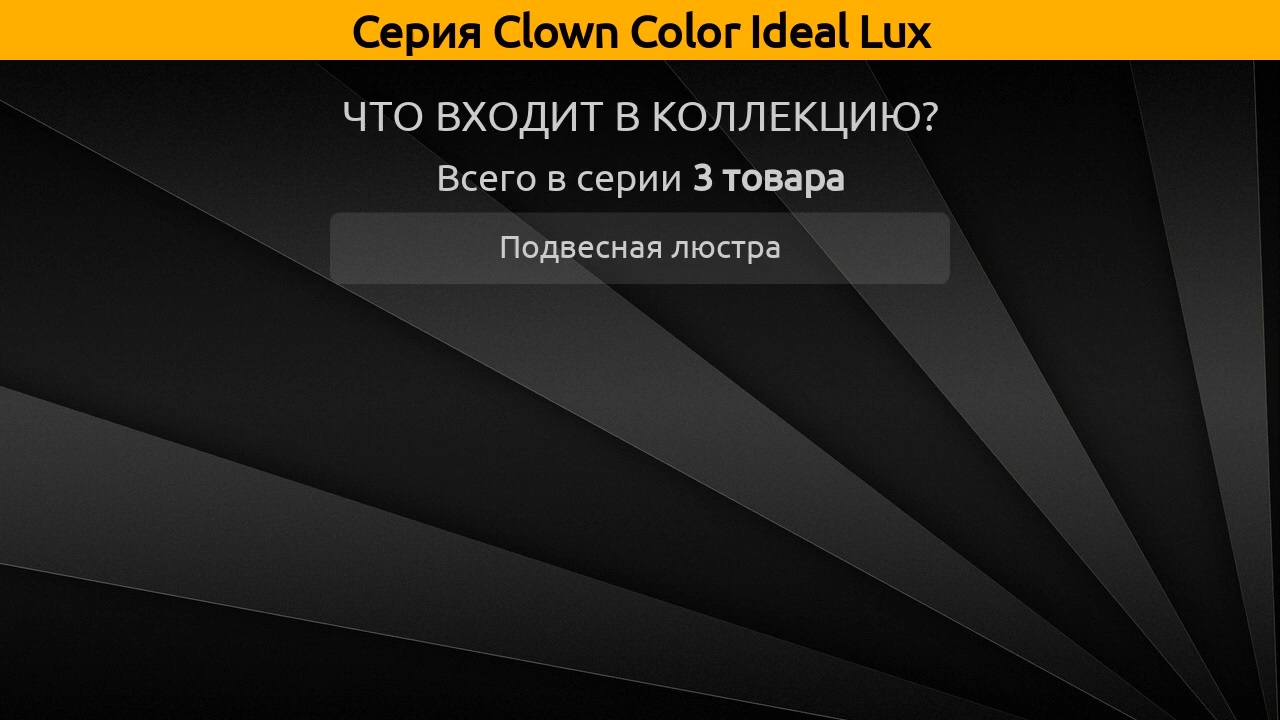 Серия Clown Color Ideal Lux
ЧТО ВХОДИТ В КОЛЛЕКЦИЮ?
Всего в серии 3 товара
Подвесная люстра